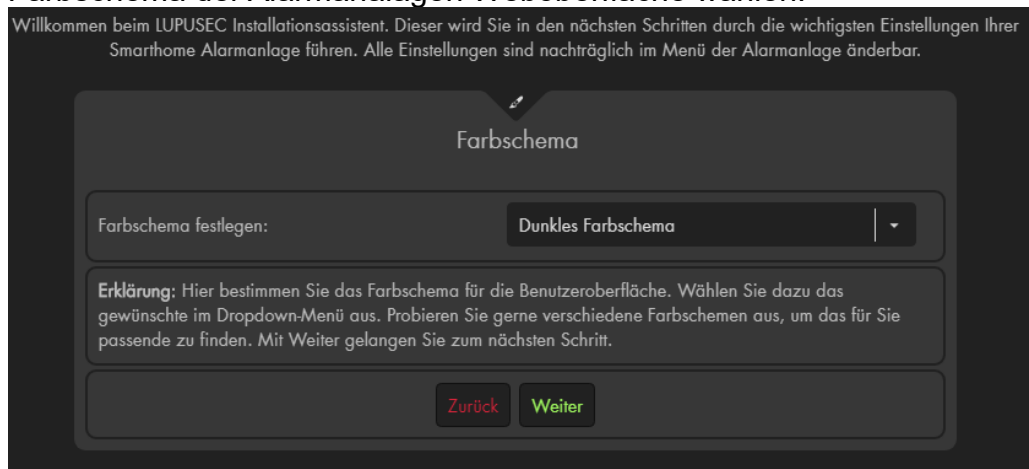 Willkommen beim LUPUSEC Installationsassistent. Dieser wird Sie in den nächsten Schritten durch die wichtigsten Einstellungen Ihrer
Smarthome Alarmanlage führen. Alle Einstellungen sind nachträglich im Menü der Alarmanlage änderbar.
Farbschema
Farbschema festlegen: Dunkles Farbschema
Erklärung: Hier bestimmen Sie das Farbschema für die Benutzeroberfläche. Wählen Sie dazu das
gewünschte im Dropdown-Menü aus. Probieren Sie gerne verschiedene Farbschemen aus, um das für Sie
passende zu finden. Mit Weiter gelangen Sie zum nächsten Schritt.
Zurück Weiter